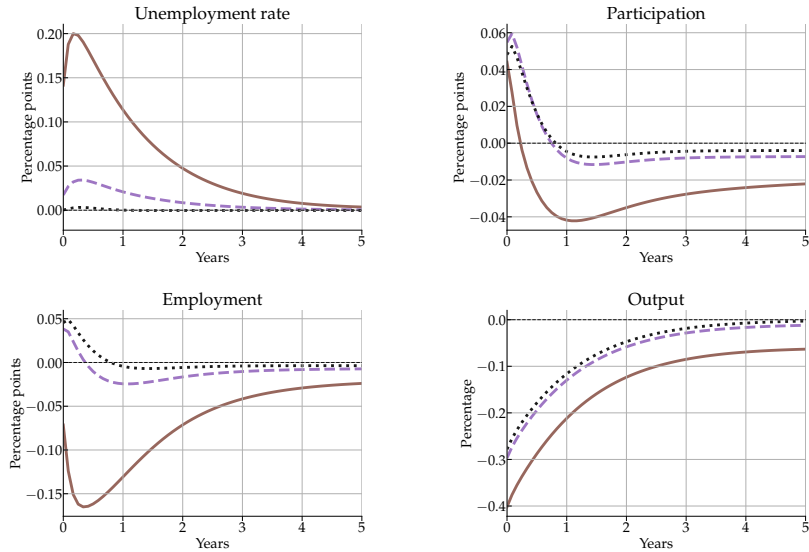 Unemployment rate
Percentage points
0.20
0.15
0.10
0.05
0.00
0 1 2 3 4 5
Years
Participation
Percentage points
0.06
0.04
0.02
0.00
−0.02
−0.04
0 1 2 3 4 5
Years
Employment
Percentage points
0.05
0.00
−0.05
−0.10
−0.15
0 1 2 3 4 5
Years
Output
Percentage
0.0
−0.1
−0.2
−0.3
−0.4
0 1 2 3 4 5
Years